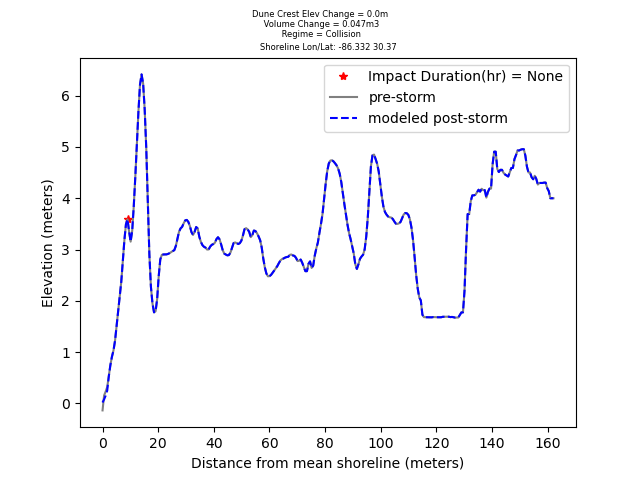 Dune Crest Elev Change = 0.0m
Volume Change = 0.047m3
Regime = Collision
Shoreline Lon/Lat: -86.332 30.37
Impact Duration(hr) = None
pre-storm
modeled post-storm
Elevation (meters)
6
5
4
3
2
1
0
0 20 40 60 80 100 120 140 160
Distance from mean shoreline (meters)